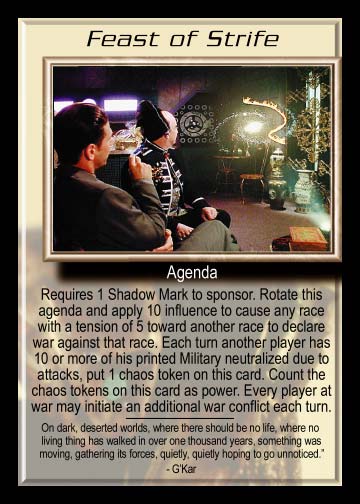 Feast of Strife
Agenda
Requires 1 Shadow Mark to sponsor. Rotate this
agenda and apply 10 influence to cause any race
with a tension of 5 toward another race to declare
war against that race. Each turn another player has
10 or more of his printed Military neutralized due to
attacks, put 1 chaos token on this card. Count the
chaos tokens on this card as power. Every player at
war may initiate an additional war conflict each turn.
On dark, deserted worlds, where there should be no life, where no
living thing has walked in over one thousand years, something was
moving, gathering its forces, quietly, quietly hoping to go unnoticed."
- G'Kar